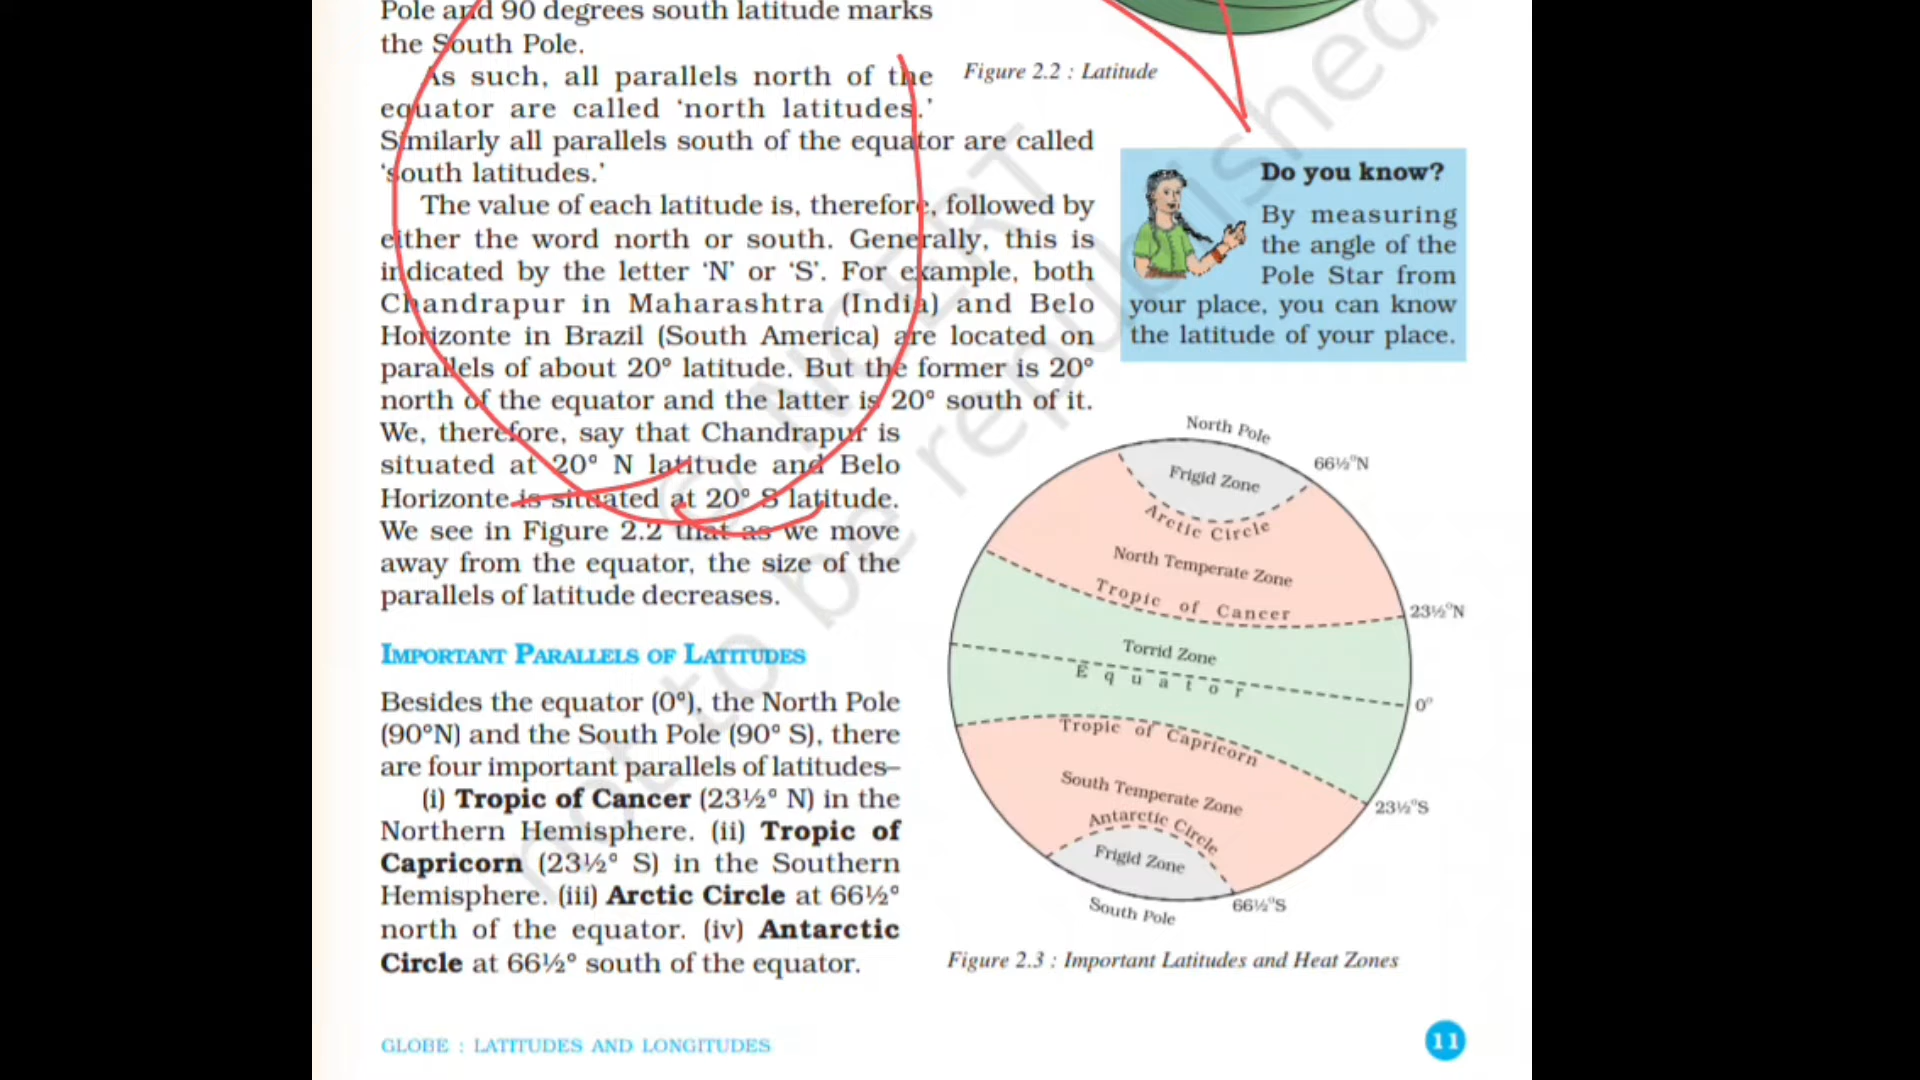 Pole and 90 degrees south latitude marks
the South Pole.
As such, all parallels north of the
equator are called ‘north latitudes.’
Similarly all parallels south of the equator are called
‘south latitudes.’
The value of each latitude is, therefore, followed by
either the word north or south. Generally, this is
indicated by the letter ‘N’ or ‘S’. For example, both
Chandrapur in Maharashtra (India) and Belo
Horizonte in Brazil (South America) are located on
parallels of about 20° latitude. But the former is 20°
north of the equator and the latter is 20° south of it.
We, therefore, say that Chandrapur is
situated at 20° N latitude and Belo
Horizonte is situated at 20° S latitude.
We see in Figure 2.2 that as we move
away from the equator, the size of the
parallels of latitude decreases.
IMPORTANT PARALLELS OF LATITUDES
Besides the equator (0°), the North Pole
(90°N) and the South Pole (90° S), there
are four important parallels of latitudes–
(i) Tropic of Cancer (23½° N) in the
Northern Hemisphere. (ii) Tropic of
Capricorn (23½° S) in the Southern
Hemisphere. (iii) Arctic Circle at 66½°
north of the equator. (iv) Antarctic
Circle at 66½° south of the equator.
Figure 2.2 : Latitude
Do you know?
By measuring
the angle of the
Pole Star from
your place, you can know
the latitude of your place.
North Pole
66½°N
Frigid Zone
Arctic Circle
North Temperate Zone
Tropic of Cancer
23½°N
Torrid Zone
Equator
0°
Tropic of Capricorn
South Temperate Zone
23½°S
Antarctic Circle
Frigid Zone
66½°S
South Pole
Figure 2.3 : Important Latitudes and Heat Zones
GLOBE : LATITUDES AND LONGITUDES
11
© NCERT
not to be republished